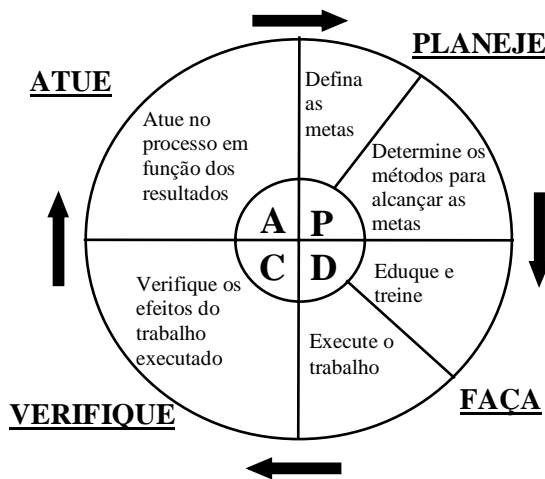 PLANEJE
Defina
as
metas
Determine os
métodos para
alcançar as
metas
FAÇA
Eduque e
treine
Execute o
trabalho
VERIFIQUE
Verifique os
efeitos do
trabalho
executado
ATUE
Atue no
processo em
função dos
resultados
A P
C D